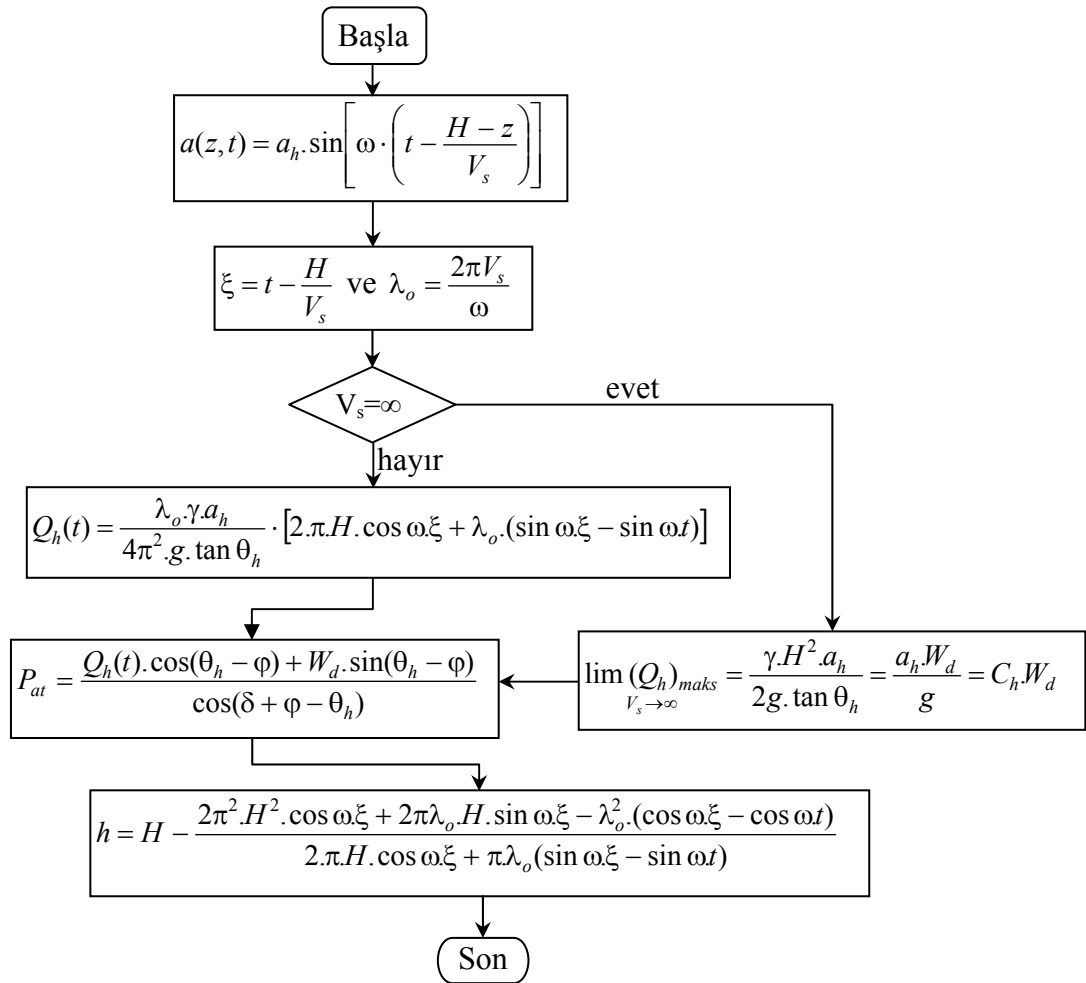 Başla
a(z,t) = a_h.sin[ω·(t − (H − z)/V_s)]
ξ = t − H/V_s ve λ_o = 2πV_s/ω
V_s=∞
evet
hayır
Q_h(t) = (λ_o.γ.a_h)/(4π².g.tan θ_h) · [2.π.H.cos ω.ξ + λ_o.(sin ω.ξ − sin ω.t)]
P_at = (Q_h(t).cos(θ_h − φ) + W_d.sin(θ_h − φ))/(cos(δ + φ − θ_h))
lim_{V_s→∞} (Q_h)_maks = (γ.H².a_h)/(2g.tan θ_h) = (a_h.W_d)/g = C_h.W_d
h = H − (2π².H².cos ω.ξ + 2πλ_o.H.sin ω.ξ − λ_o².(cos ω.ξ − cos ω.t))/(2.π.H.cos ω.ξ + π.λ_o(sin ω.ξ − sin ω.t))
Son